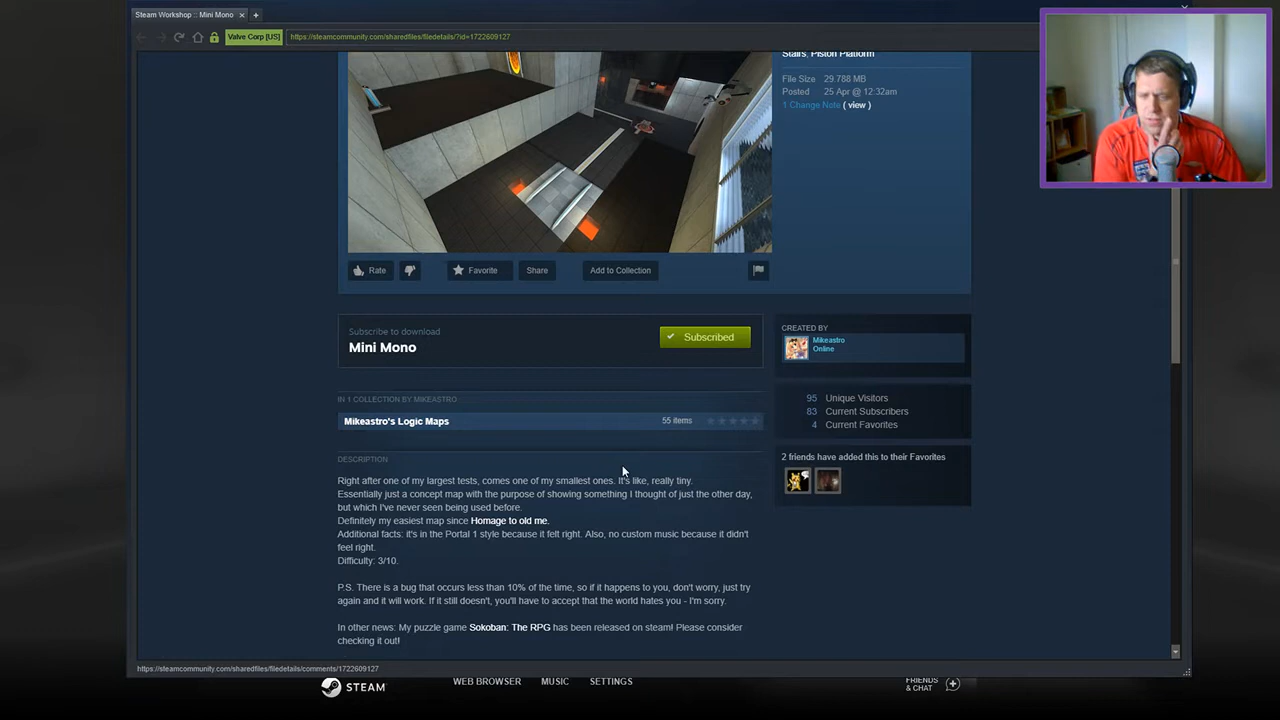 Steam Workshop :: Mini Mono
Valve Corp [US]
https://steamcommunity.com/sharedfiles/filedetails/?id=1722609127
Stairs, Piston Platform
File Size 29.788 MB
Posted 25 Apr @ 12:32am
1 Change Note ( view )
Rate
Favorite
Share
Add to Collection
Subscribe to download
Mini Mono
Subscribed
CREATED BY
Mikeastro
Online
IN 1 COLLECTION BY MIKEASTRO
Mikeastro's Logic Maps 55 items
95 Unique Visitors
83 Current Subscribers
4 Current Favorites
2 friends have added this to their Favorites
DESCRIPTION
Right after one of my largest tests, comes one of my smallest ones. It's like, really tiny.
Essentially just a concept map with the purpose of showing something I thought of just the other day,
but which I've never seen being used before.
Definitely my easiest map since Homage to old me.
Additional facts: it's in the Portal 1 style because it felt right. Also, no custom music because it didn't
feel right.
Difficulty: 3/10.
P.S. There is a bug that occurs less than 10% of the time, so if it happens to you, don't worry, just try
again and it will work. If it still doesn't, you'll have to accept that the world hates you - I'm sorry.
In other news: My puzzle game Sokoban: The RPG has been released on steam! Please consider
checking it out!
https://steamcommunity.com/sharedfiles/filedetails/comments/1722609127
STEAM
WEB BROWSER
MUSIC
SETTINGS
FRIENDS
& CHAT